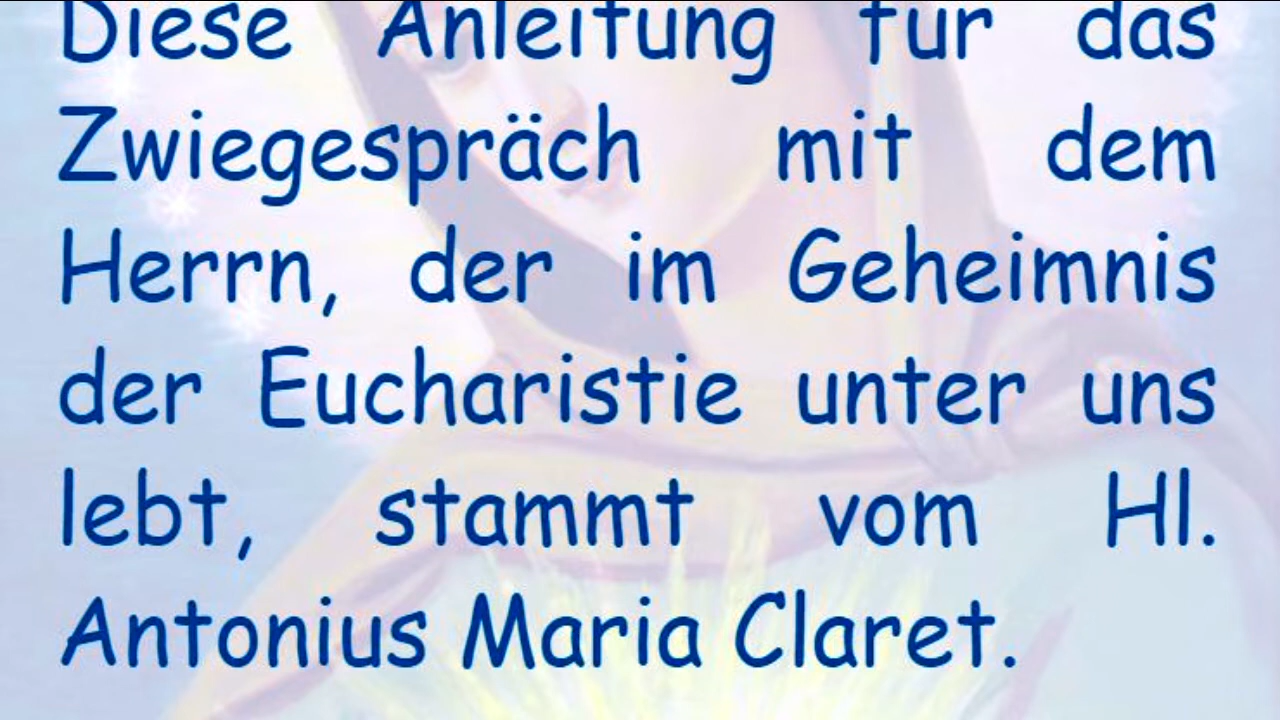 Diese Anleitung für das
Zwiegespräch mit dem
Herrn, der im Geheimnis
der Eucharistie unter uns
lebt, stammt vom Hl.
Antonius Maria Claret.